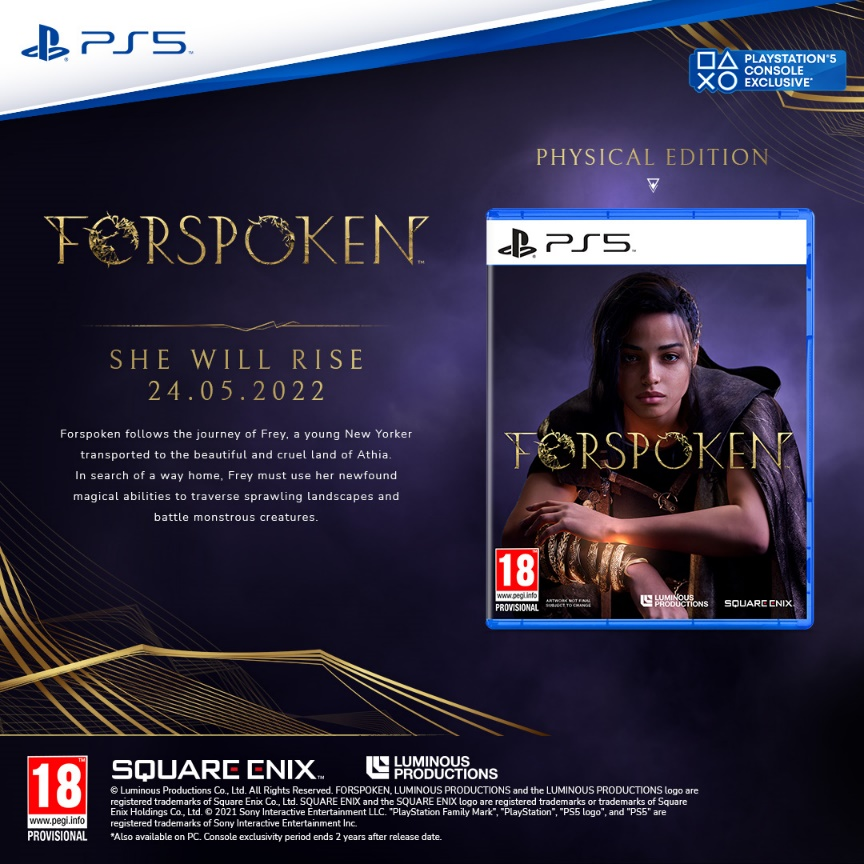 PS5
PLAYSTATION®5
CONSOLE
EXCLUSIVE*
PHYSICAL EDITION
FORSPOKEN™
SHE WILL RISE
24.05.2022
Forspoken follows the journey of Frey, a young New Yorker
transported to the beautiful and cruel land of Athia.
In search of a way home, Frey must use her newfound
magical abilities to traverse sprawling landscapes and
battle monstrous creatures.
PS5
FORSPOKEN
18
www.pegi.info
PROVISIONAL
ARTWORK NOT FINAL
SUBJECT TO CHANGE
LUMINOUS
PRODUCTIONS
SQUARE ENIX
18
www.pegi.info
PROVISIONAL
SQUARE ENIX™
LUMINOUS
PRODUCTIONS
© Luminous Productions Co., Ltd. All Rights Reserved. FORSPOKEN, LUMINOUS PRODUCTIONS and the LUMINOUS PRODUCTIONS logo are
registered trademarks of Square Enix Co., Ltd. SQUARE ENIX and the SQUARE ENIX logo are registered trademarks or trademarks of Square
Enix Holdings Co., Ltd. © 2021 Sony Interactive Entertainment LLC. "PlayStation Family Mark", "PlayStation", "PS5 logo", and "PS5" are
registered trademarks of Sony Interactive Entertainment Inc.
*Also available on PC. Console exclusivity period ends 2 years after release date.